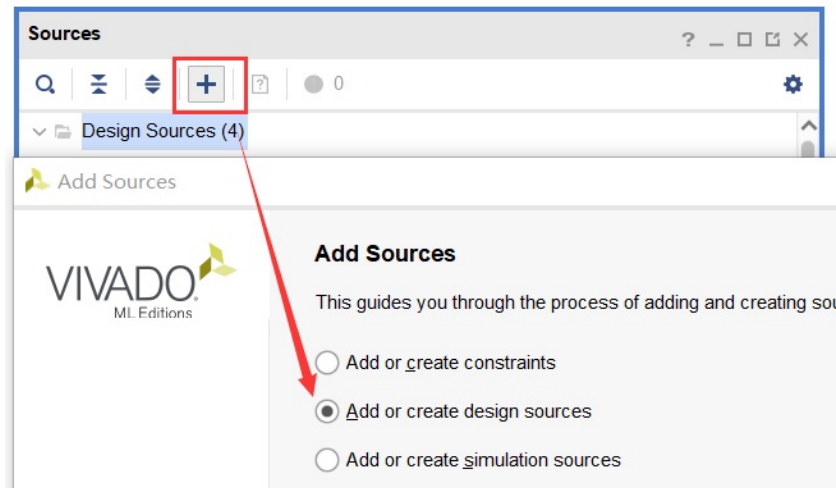 Sources
? 0
Design Sources (4)
Add Sources
VIVADO
ML Editions
Add Sources
This guides you through the process of adding and creating
Add or create constraints
Add or create design sources
Add or create simulation sources